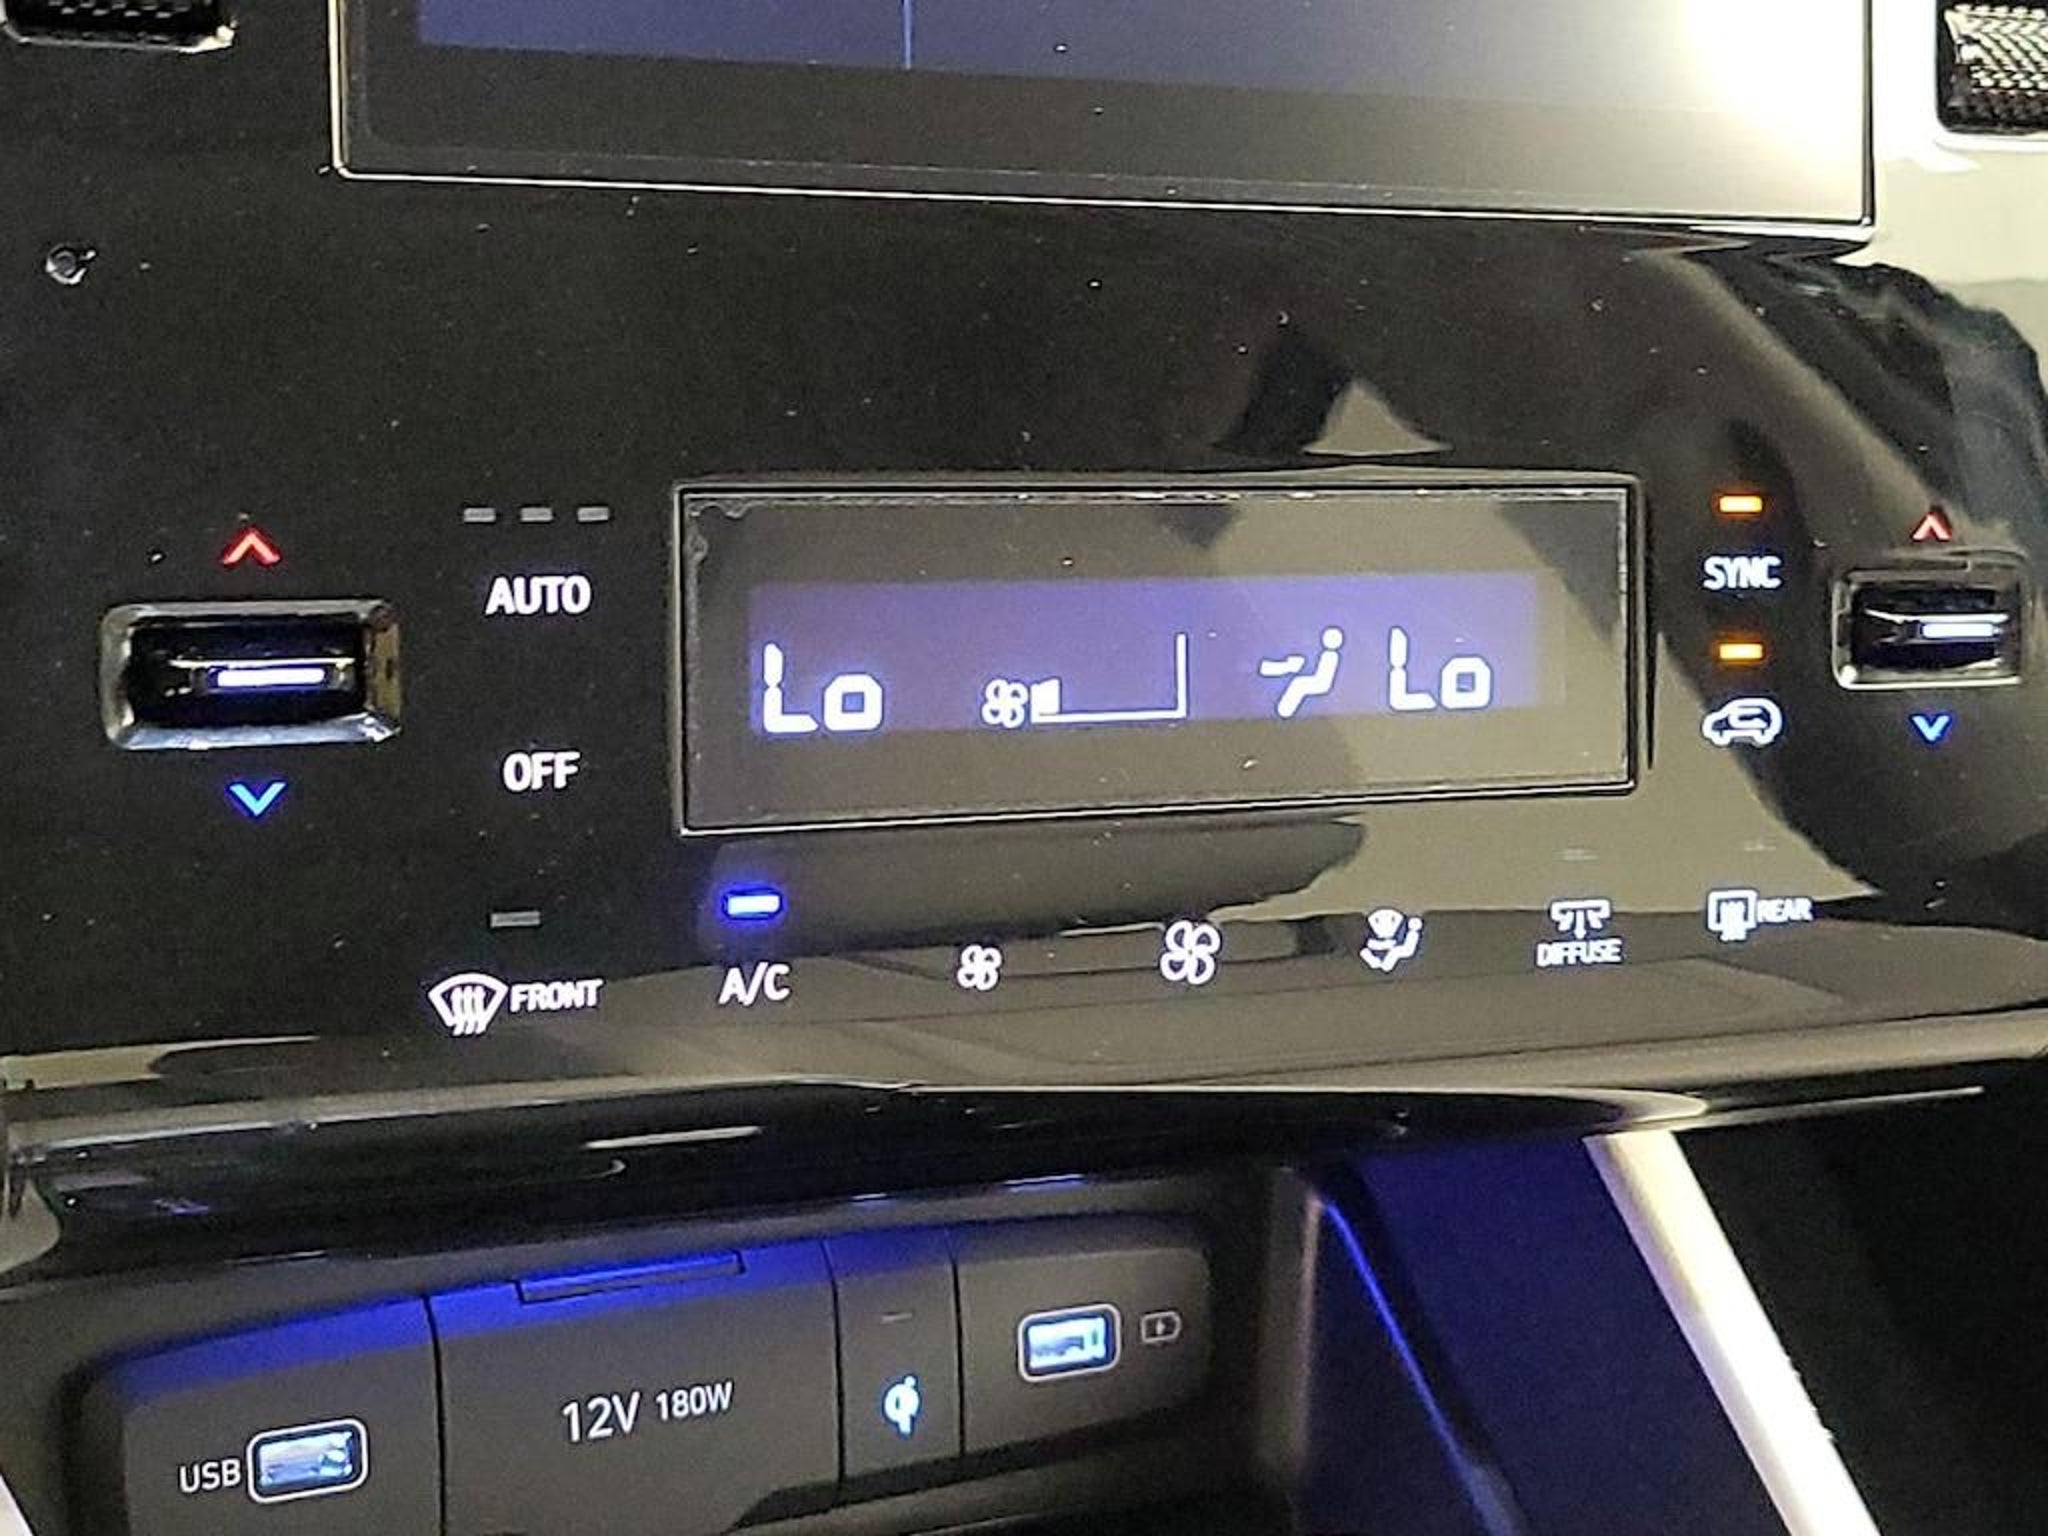 AUTO
SYNC
Lo Lo
OFF
FRONT
A/C
DIFFUSE
REAR
USB
12V 180W